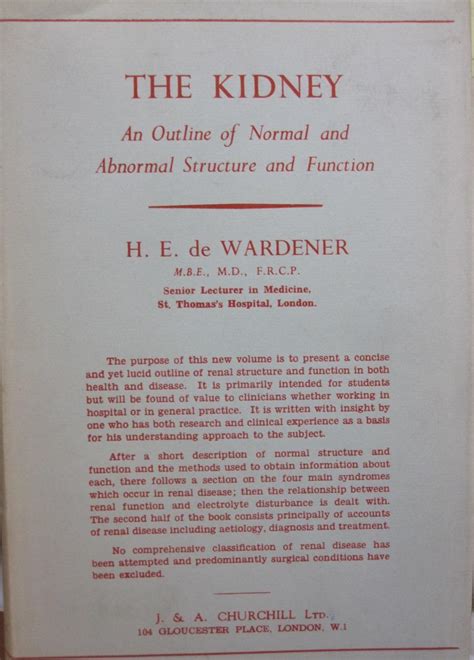 THE KIDNEY
An Outline of Normal and
Abnormal Structure and Function
H. E. de WARDENER
M.B.E., M.D., F.R.C.P.
Senior Lecturer in Medicine,
St. Thomas's Hospital, London.
The purpose of this new volume is to present a concise
and yet lucid outline of renal structure and function in both
health and disease. It is primarily intended for students
but will be found of value to clinicians whether working in
hospital or in general practice. It is written with insight by
one who has both research and clinical experience as a basis
for his understanding approach to the subject.
After a short description of normal structure and
function and the methods used to obtain information about
each, there follows a section on the four main syndromes
which occur in renal disease; then the relationship between
renal function and electrolyte disturbance is dealt with.
The second half of the book consists principally of accounts
of renal disease including aetiology, diagnosis and treatment.
No comprehensive classification of renal disease has
been attempted and predominantly surgical conditions have
been excluded.
J. & A. CHURCHILL LTD.
104 GLOUCESTER PLACE, LONDON, W.1